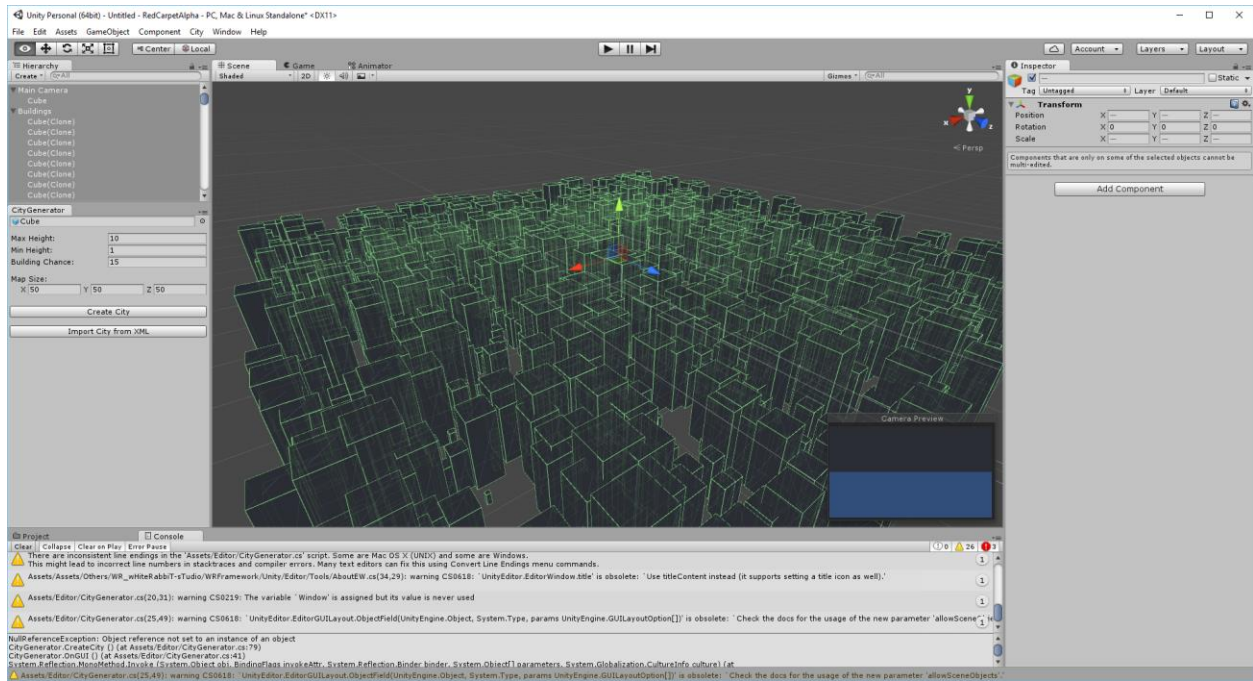 Unity Personal (64bit) - Untitled - RedCarpetAlpha - PC, Mac & Linux Standalone* <DX11>
File Edit Assets GameObject Component City Window Help
Center Local
Account Layers Layout
Hierarchy
Create All
Main Camera
Cube
Buildings
Cube(Clone)
Cube(Clone)
Cube(Clone)
Cube(Clone)
Cube(Clone)
Cube(Clone)
Cube(Clone)
Cube(Clone)
CityGenerator
Cube
Max Height: 10
Min Height: 1
Building Chance: 15
Map Size:
X 50 Y 50 Z 50
Create City
Import City from XML
Scene Game Animator
Shaded 2D Gizmos All
y
x z
Persp
Camera Preview
Inspector
— Static
Tag Untagged Layer Default
Transform
Position X — Y — Z —
Rotation X 0 Y 0 Z 0
Scale X — Y — Z —
Components that are only on some of the selected objects cannot be
multi-edited.
Add Component
Project Console
Clear Collapse Clear on Play Error Pause 0 26 3
There are inconsistent line endings in the 'Assets/Editor/CityGenerator.cs' script. Some are Mac OS X (UNIX) and some are Windows.
This might lead to incorrect line numbers in stacktraces and compiler errors. Many text editors can fix this using Convert Line Endings menu commands.
1
Assets/Assets/Others/WR_wHiteRabbiT-sTudio/WRFramework/Unity/Editor/Tools/AboutEW.cs(34,29): warning CS0618: `UnityEditor.EditorWindow.title' is obsolete: `Use titleContent instead (it supports setting a title icon as well).'
1
Assets/Editor/CityGenerator.cs(20,31): warning CS0219: The variable `Window' is assigned but its value is never used
1
Assets/Editor/CityGenerator.cs(25,49): warning CS0618: `UnityEditor.EditorGUILayout.ObjectField(UnityEngine.Object, System.Type, params UnityEngine.GUILayoutOption[])' is obsolete: `Check the docs for the usage of the new parameter
1
NullReferenceException: Object reference not set to an instance of an object
CityGenerator.CreateCity () (at Assets/Editor/CityGenerator.cs:79)
CityGenerator.OnGUI () (at Assets/Editor/CityGenerator.cs:41)
System.Reflection.MonoMethod.Invoke (System.Object obj, BindingFlags invokeAttr, System.Reflection.Binder binder, System.Object[] parameters, System.Globalization.CultureInfo culture) (at
Assets/Editor/CityGenerator.cs(25,49): warning CS0618: `UnityEditor.EditorGUILayout.ObjectField(UnityEngine.Object, System.Type, params UnityEngine.GUILayoutOption[])' is obsolete: `Check the docs for the usage of the new parameter 'allowSceneObjects'.'